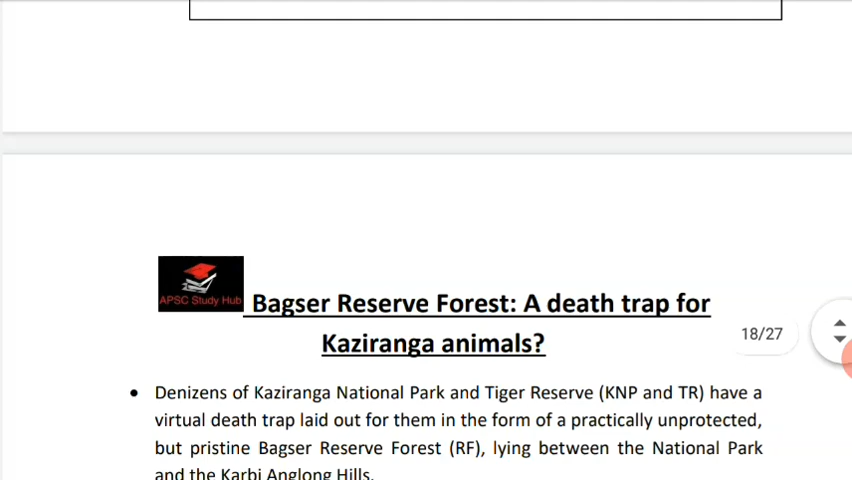 APSC Study Hub
Bagser Reserve Forest: A death trap for
Kaziranga animals?
18/27
• Denizens of Kaziranga National Park and Tiger Reserve (KNP and TR) have a
virtual death trap laid out for them in the form of a practically unprotected,
but pristine Bagser Reserve Forest (RF), lying between the National Park
and the Karbi Anglong Hills.